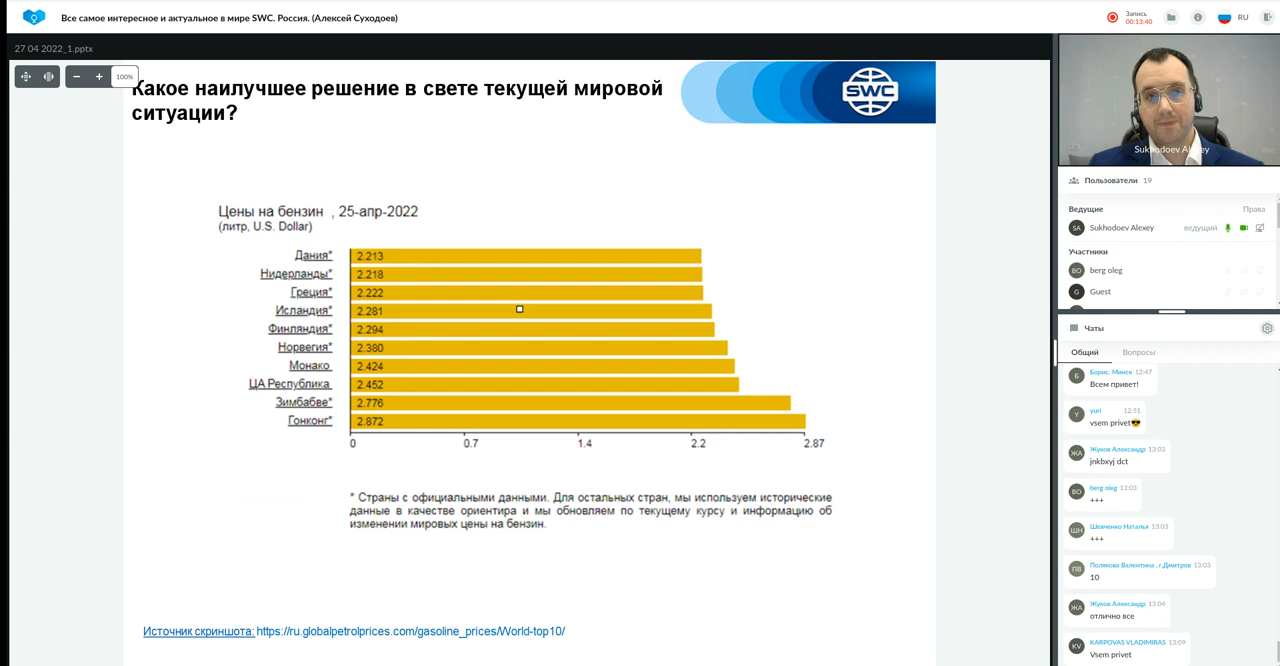 Все самое интересное и актуальное в мире SWC. Россия. (Алексей Суходоев)
Запись
00:13:40
RU
27 04 2022_1.pptx
100%
Какое наилучшее решение в свете текущей мировой
ситуации?
SWC
Цены на бензин , 25-апр-2022
(литр, U.S. Dollar)
Дания* 2.213
Нидерланды* 2.218
Греция* 2.222
Исландия* 2.281
Финляндия* 2.294
Норвегия* 2.380
Монако 2.424
ЦА Республика 2.452
Зимбабве* 2.776
Гонконг* 2.872
0 0.7 1.4 2.2 2.87
* Страны с официальными данными. Для остальных стран, мы используем исторические
данные в качестве ориентира и мы обновляем по текущему курсу и информацию об
изменении мировых цены на бензин.
Источник скриншота: https://ru.globalpetrolprices.com/gasoline_prices/World-top10/
Sukhodoev Alexey
Пользователи 19
Ведущие Права
SA Sukhodoev Alexey ведущий
Участники
BO berg oleg
G Guest
Чаты
Общий Вопросы
Б Борис. Минск 12:47
Всем привет!
Y yuri 12:51
vsem privet😎
ЖА Жуков Александр 13:03
jnkbxyj dct
BO berg oleg 13:03
+++
ШН Шевченко Наталья 13:03
+++
ПВ Полякова Валентина , г.Дмитров 13:03
10
ЖА Жуков Александр 13:04
отлично все
KV KARPOVAS VLADIMIRAS 13:09
Vsem privet